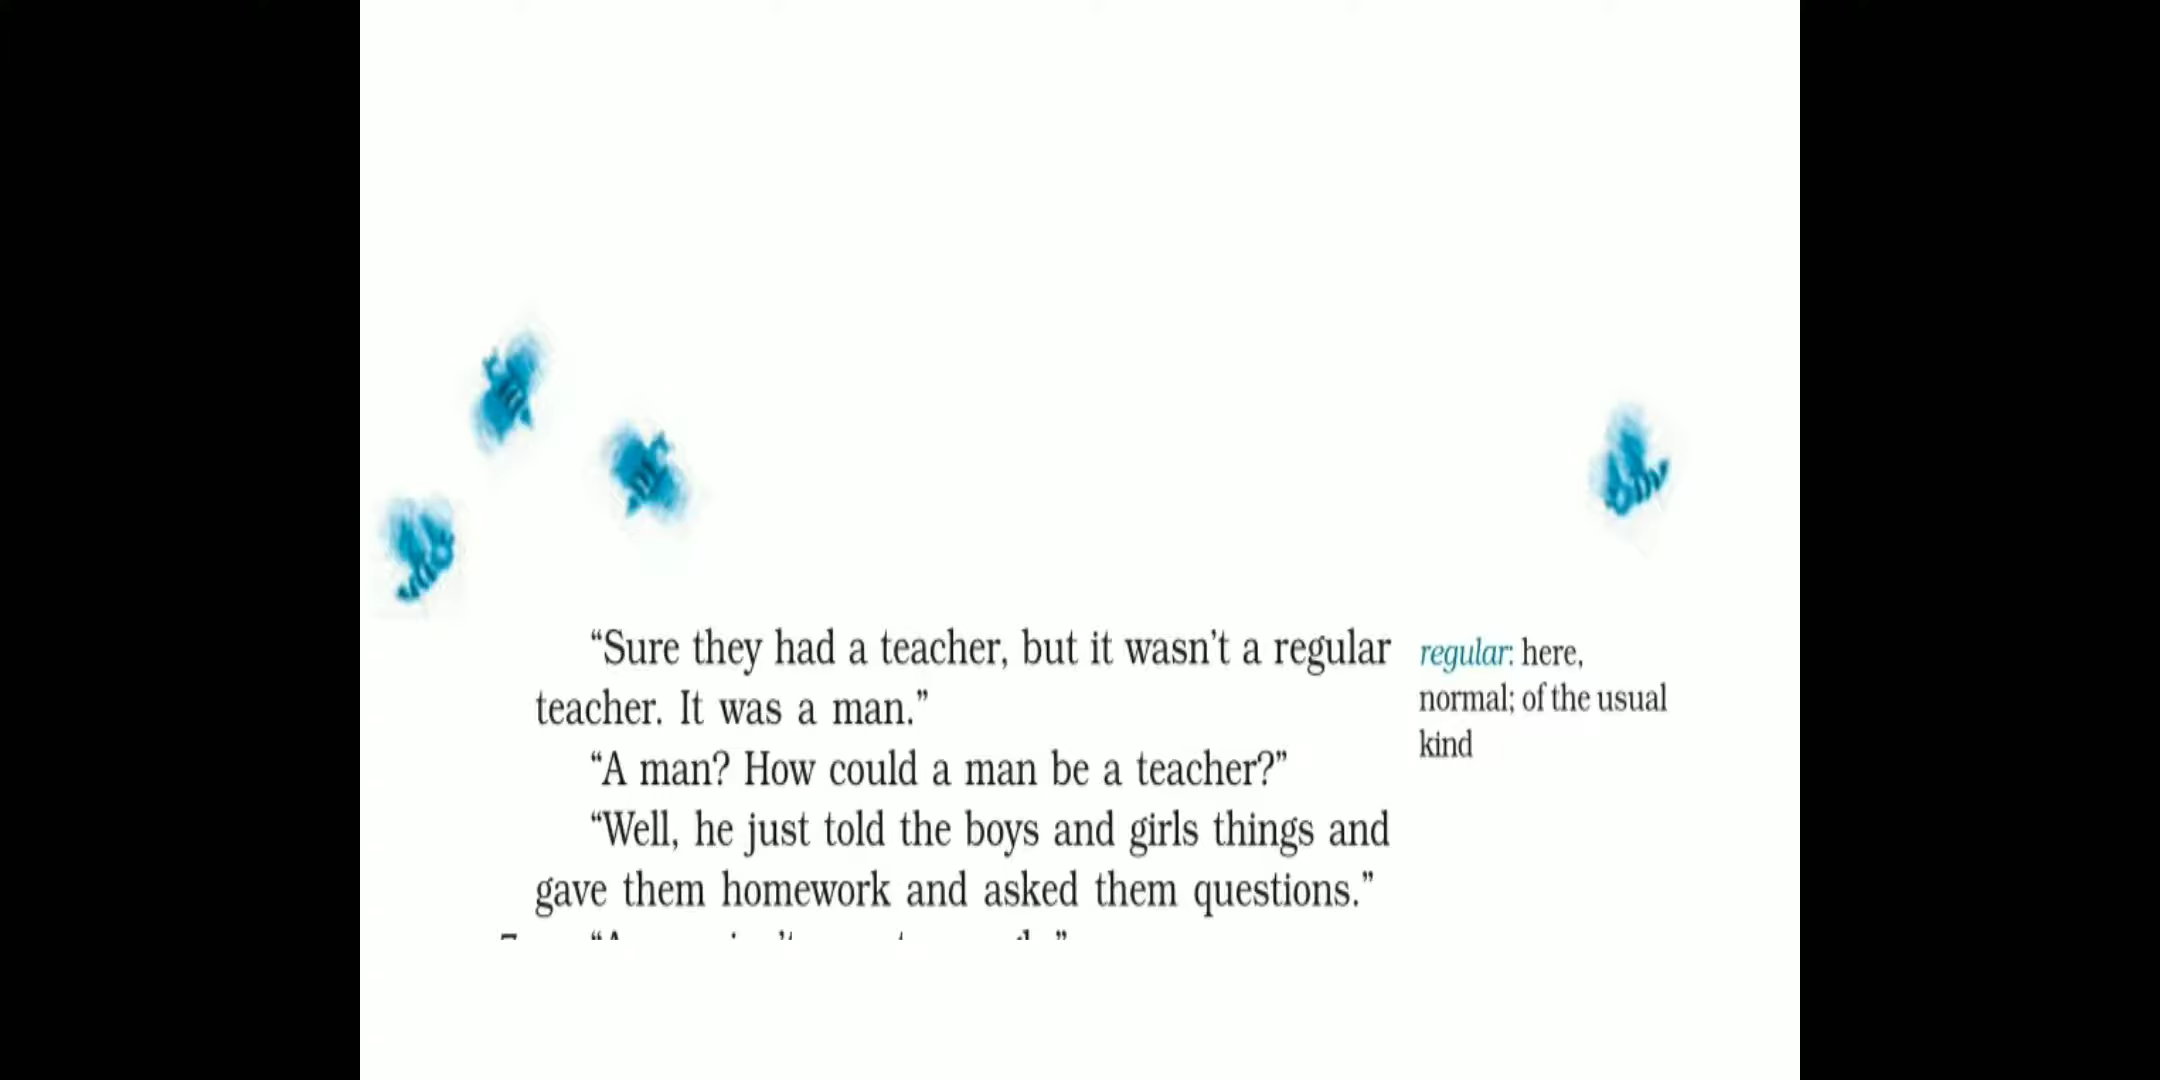 “Sure they had a teacher, but it wasn’t a regular
teacher. It was a man.”
“A man? How could a man be a teacher?”
“Well, he just told the boys and girls things and
gave them homework and asked them questions.”
regular: here,
normal; of the usual
kind